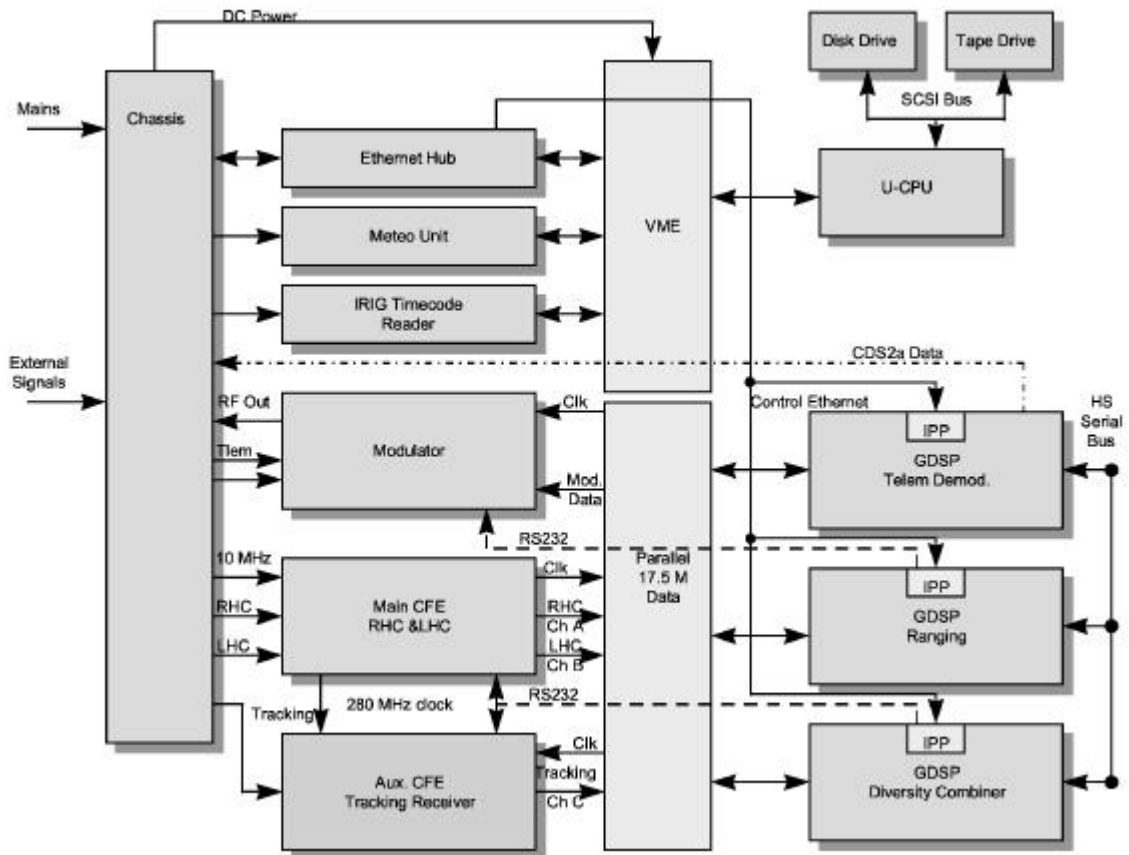 DC Power
Disk Drive
Tape Drive
SCSI Bus
Mains
Chassis
Ethernet Hub
U-CPU
Meteo Unit
VME
IRIG Timecode
Reader
External
Signals
CDS2a Data
RF Out
Clk
Control Ethernet
HS
Serial
Bus
Modulator
IPP
GDSP
Telem Demod.
Tlem
Mod.
Data
RS232
10 MHz
Clk
Parallel
17.5 M
Data
IPP
Main CFE
RHC &LHC
RHC
RHC
Ch A
GDSP
Ranging
LHC
LHC
Ch B
280 MHz clock
RS232
Tracking
IPP
Clk
GDSP
Diversity Combiner
Aux. CFE
Tracking Receiver
Tracking
Ch C